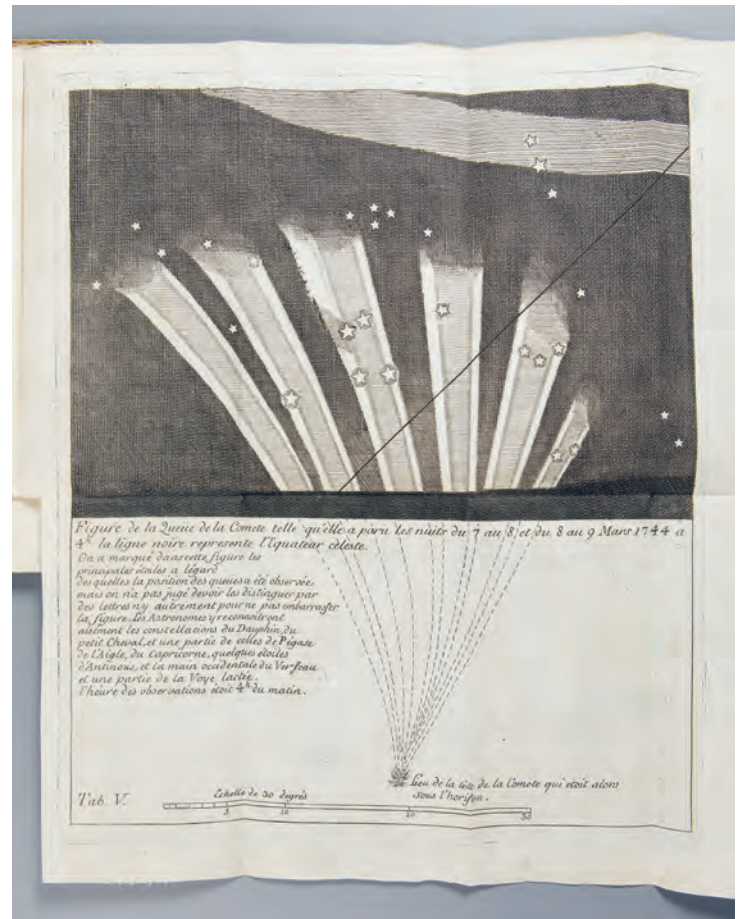 Figure de la Queue de la Comete telle qu'elle a paru les nuits du 7 au 8, et du 8 au 9 Mars 1744 a
4h. la ligne noire represente l'Equateur celeste.
On a marqué dans cette figure les
principales étoiles a légard
des quelles la position des queues a été observée.
mais on n'a pas jugé devoir les distinguer par
des lettres ny autrement pour ne pas embarrasser
la figure. Les Astronomes y reconnoitront
aisément les constellations du Dauphin, du
petit Cheval, et une partie de celles de Pégase
de l'Aigle, du Capricorne, quelques étoiles
d'Antinous, et la main occidentale du Verseau
et une partie de la Voye lactée.
l'heure des observations étoit 4h du matin.
Lieu de la tête de la Comete qui etoit alors
sous l'horison.
Tab. V.
Echelle de 30 degrés
5 10 20 30